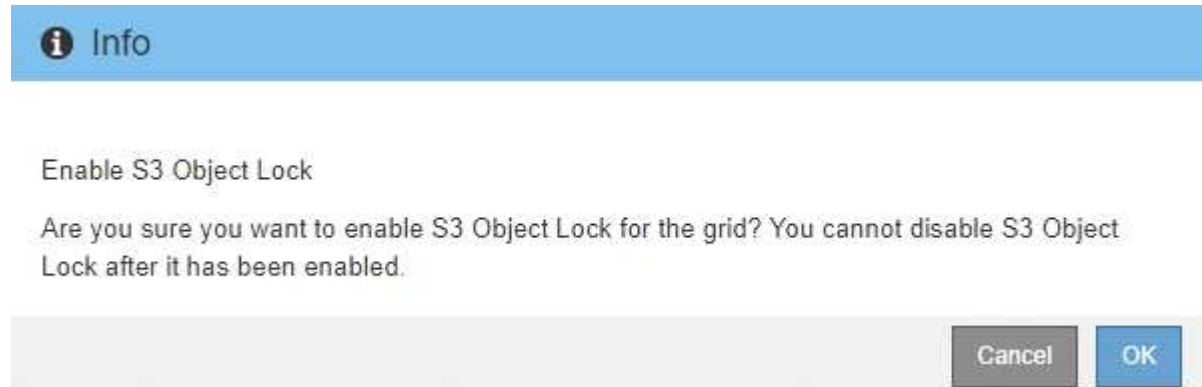 Info
Enable S3 Object Lock
Are you sure you want to enable S3 Object Lock for the grid? You cannot disable S3 Object
Lock after it has been enabled.
Cancel OK